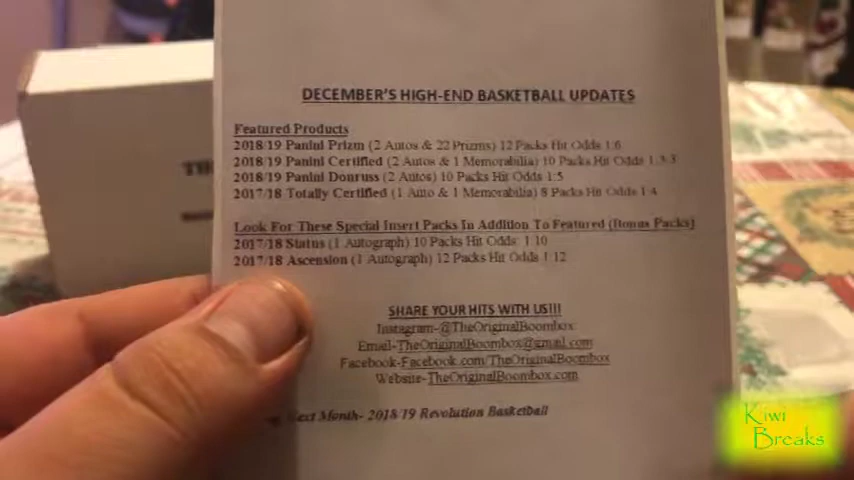 DECEMBER'S HIGH-END BASKETBALL UPDATES
Featured Products
2018/19 Panini Prizm (2 Autos & 22 Prizms) 12 Packs Hit Odds 1:6
2018/19 Panini Certified (2 Autos & 1 Memorabilia) 10 Packs Hit Odds 1:3.3
2018/19 Panini Donruss (2 Autos) 10 Packs Hit Odds 1:5
2017/18 Totally Certified (1 Auto & 1 Memorabilia) 8 Packs Hit Odds 1:4
Look For These Special Insert Packs In Addition To Featured (Bonus Packs)
2017/18 Status (1 Autograph) 10 Packs Hit Odds: 1:10
2017/18 Ascension (1 Autograph) 12 Packs Hit Odds 1:12
SHARE YOUR HITS WITH US!!!
Instagram-@TheOriginalBoombox
Email-TheOriginalBoombox@gmail.com
Facebook-Facebook.com/TheOriginalBoombox
Website-TheOriginalBoombox.com
Next Month- 2018/19 Revolution Basketball
Kiwi
Breaks